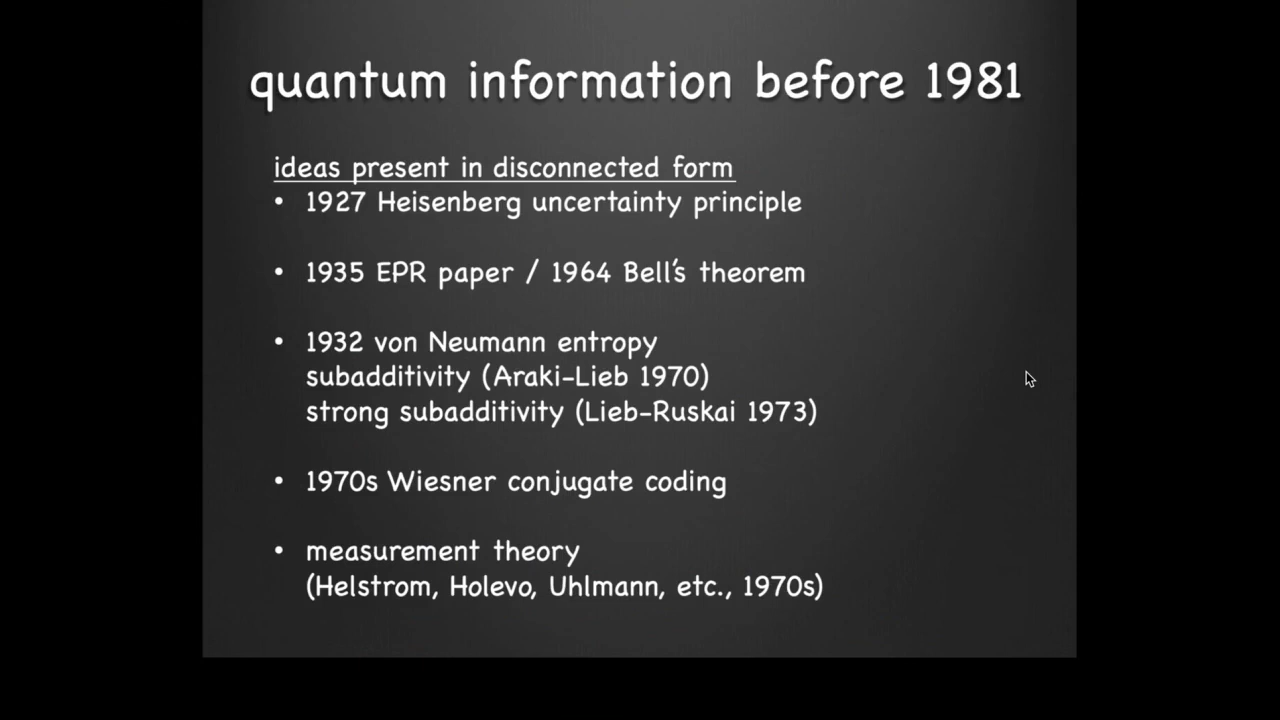 quantum information before 1981
ideas present in disconnected form
• 1927 Heisenberg uncertainty principle
• 1935 EPR paper / 1964 Bell's theorem
• 1932 von Neumann entropy
subadditivity (Araki-Lieb 1970)
strong subadditivity (Lieb-Ruskai 1973)
• 1970s Wiesner conjugate coding
• measurement theory
(Helstrom, Holevo, Uhlmann, etc., 1970s)